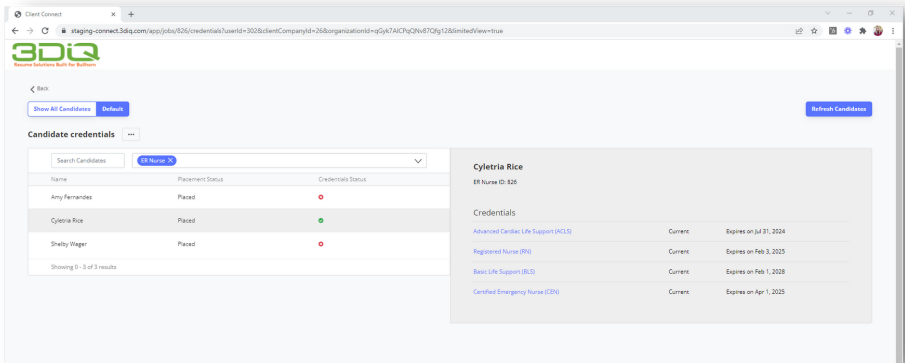 Client Connect
staging-connect.3diq.com/app/jobs/826/credentials?userId=302&clientCompanyId=26&organizationId=qGyk7AICPqQNv87Qfg12&limitedView=true
3DiQ
Resume Solutions Built for Bullhorn
Back
Show All Candidates Default Refresh Candidates
Candidate credentials ...
Search Candidates ER Nurse
Name Placement Status Credentials Status
Amy Fernandes Placed
Cyletria Rice Placed
Shelby Wager Placed
Showing 0 - 3 of 3 results
Cyletria Rice
ER Nurse ID: 826
Credentials
Advanced Cardiac Life Support (ACLS) Current Expires on Jul 31, 2024
Registered Nurse (RN) Current Expires on Feb 3, 2025
Basic Life Support (BLS) Current Expires on Feb 1, 2028
Certified Emergency Nurse (CEN) Current Expires on Apr 1, 2025